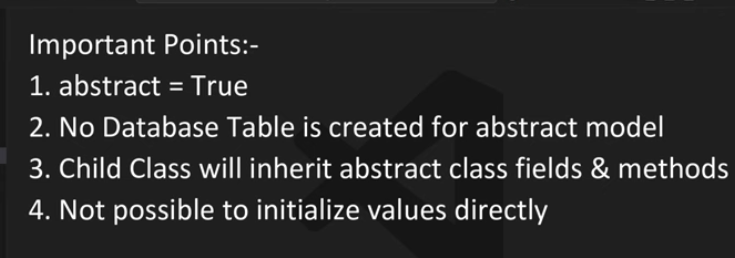 Important Points:-
1. abstract = True
2. No Database Table is created for abstract model
3. Child Class will inherit abstract class fields & methods
4. Not possible to initialize values directly